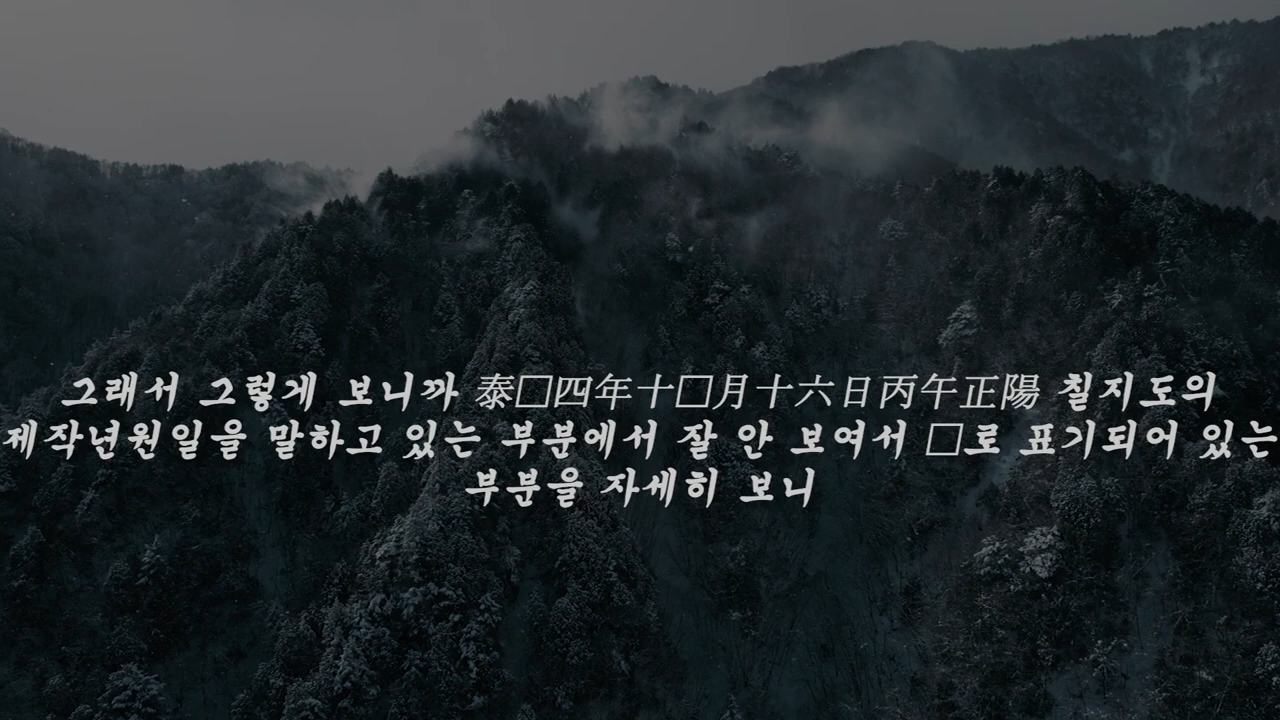 그래서 그렇게 보니까 泰□四年十□月十六日丙午正陽 칠지도의
제작년원일을 말하고 있는 부분에서 잘 안 보여서 □로 표기되어 있는
부분을 자세히 보니